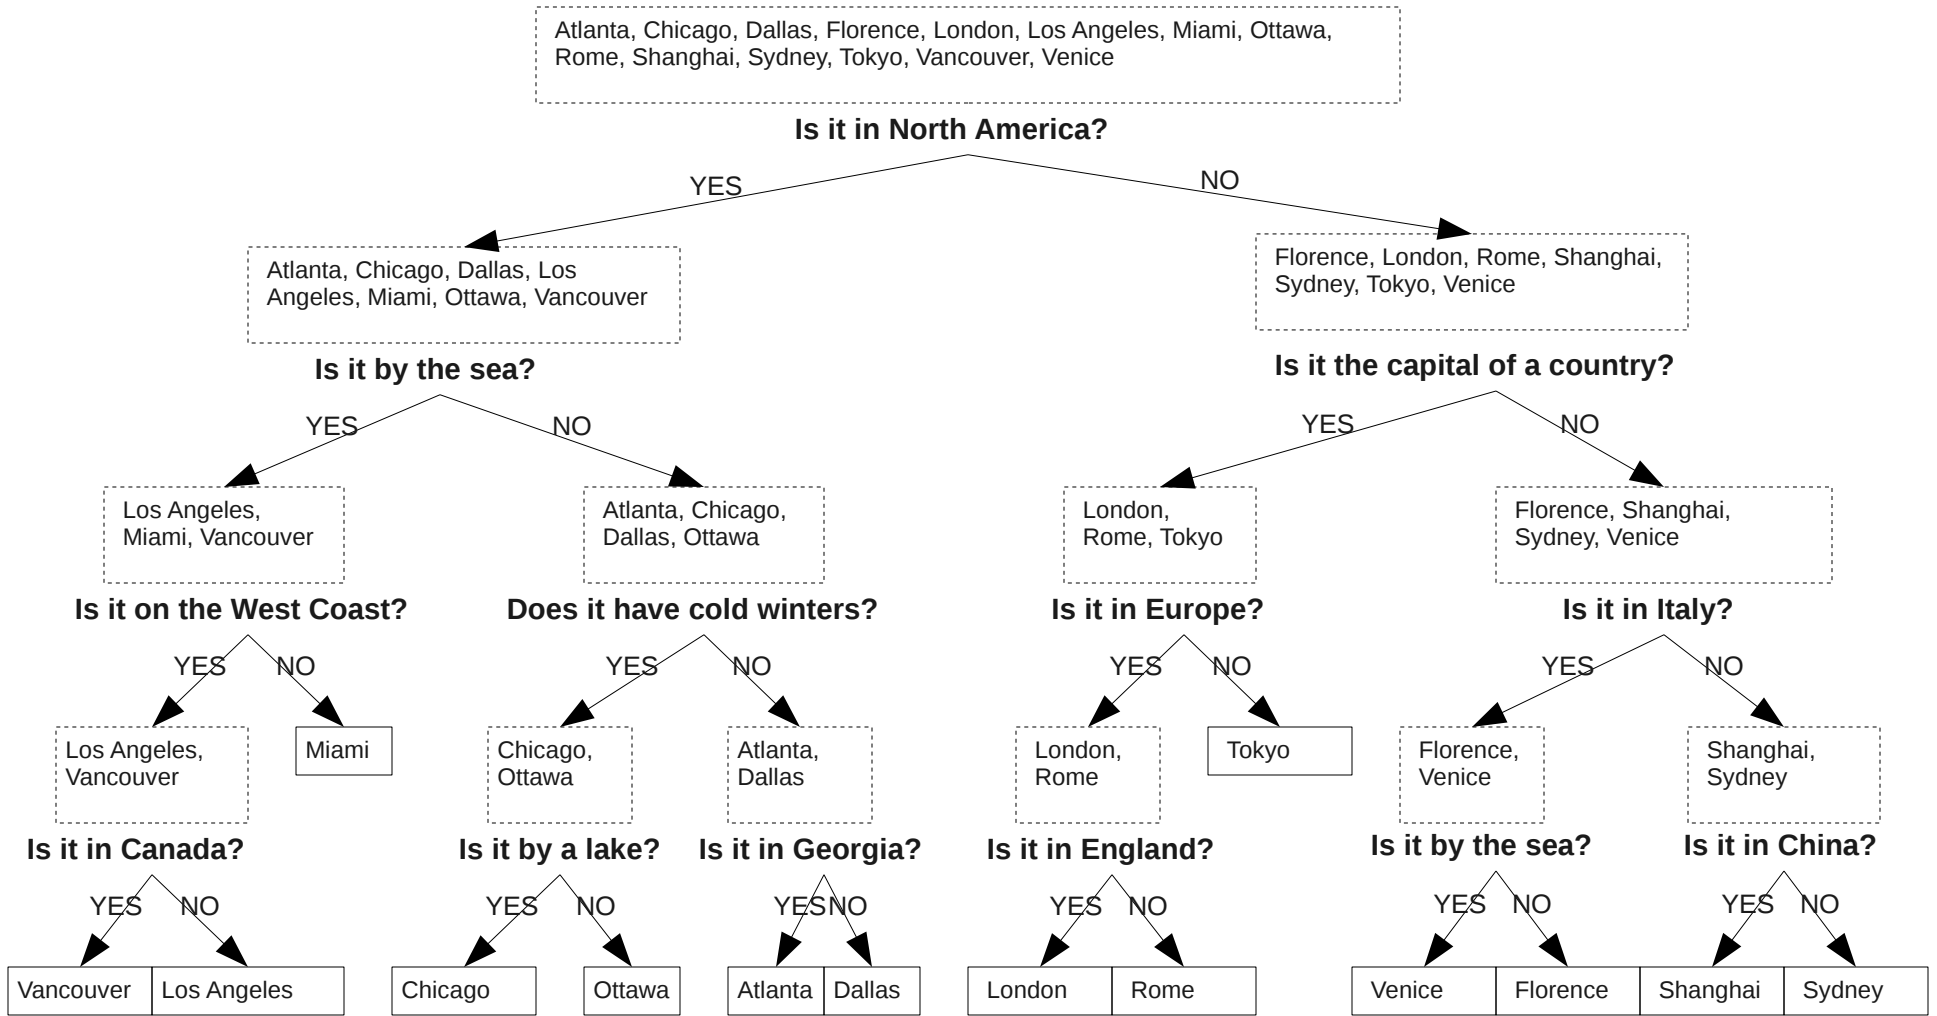 Atlanta, Chicago, Dallas, Florence, London, Los Angeles, Miami, Ottawa,
Rome, Shanghai, Sydney, Tokyo, Vancouver, Venice
Is it in North America?
YES
NO
Atlanta, Chicago, Dallas, Los
Angeles, Miami, Ottawa, Vancouver
Florence, London, Rome, Shanghai,
Sydney, Tokyo, Venice
Is it by the sea?
Is it the capital of a country?
YES
NO
YES
NO
Los Angeles,
Miami, Vancouver
Atlanta, Chicago,
Dallas, Ottawa
London,
Rome, Tokyo
Florence, Shanghai,
Sydney, Venice
Is it on the West Coast?
Does it have cold winters?
Is it in Europe?
Is it in Italy?
YES
NO
YES
NO
YES
NO
YES
NO
Los Angeles,
Vancouver
Miami
Chicago,
Ottawa
Atlanta,
Dallas
London,
Rome
Tokyo
Florence,
Venice
Shanghai,
Sydney
Is it in Canada?
Is it by a lake?
Is it in Georgia?
Is it in England?
Is it by the sea?
Is it in China?
YES
NO
YES
NO
YES
NO
YES
NO
YES
NO
YES
NO
Vancouver
Los Angeles
Chicago
Ottawa
Atlanta
Dallas
London
Rome
Venice
Florence
Shanghai
Sydney